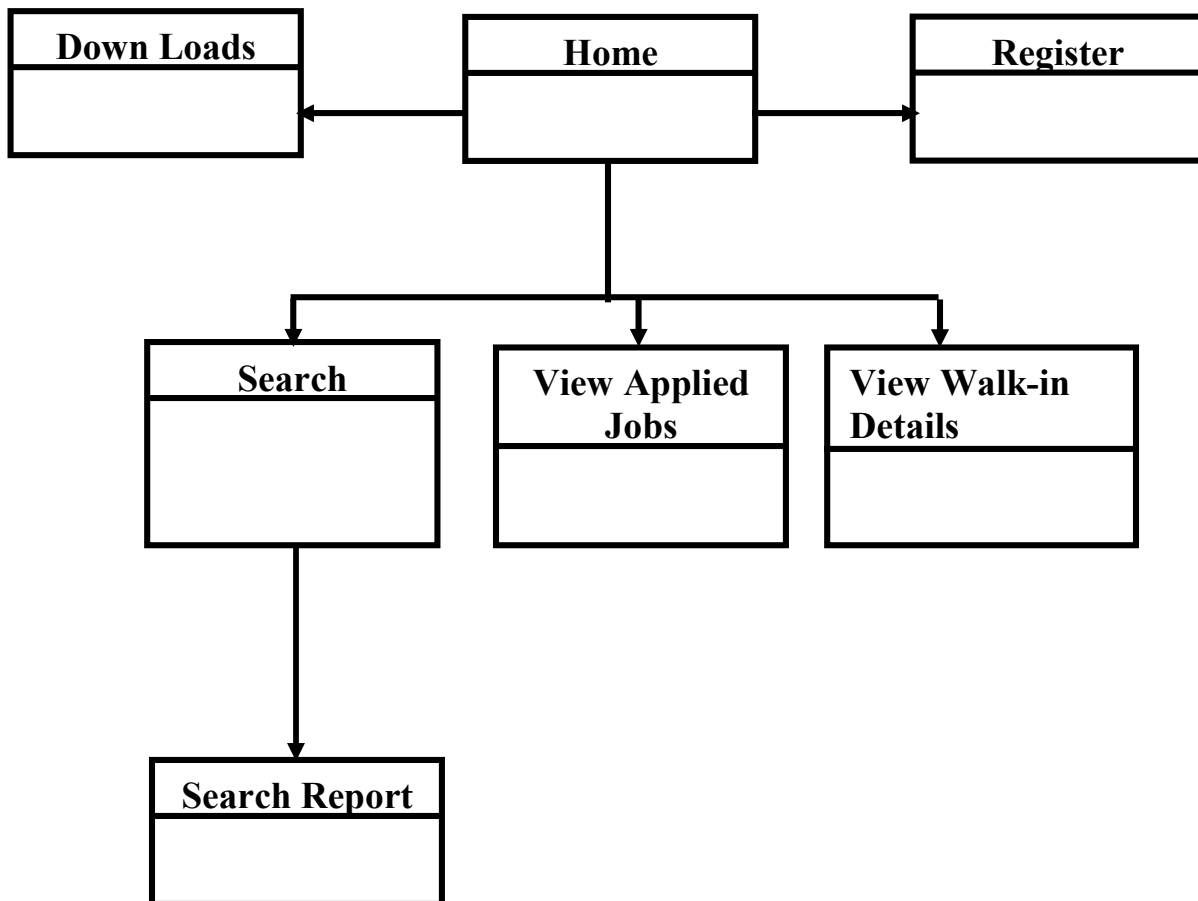 Down Loads
Home
Register
Search
View Applied
Jobs
View Walk-in
Details
Search Report